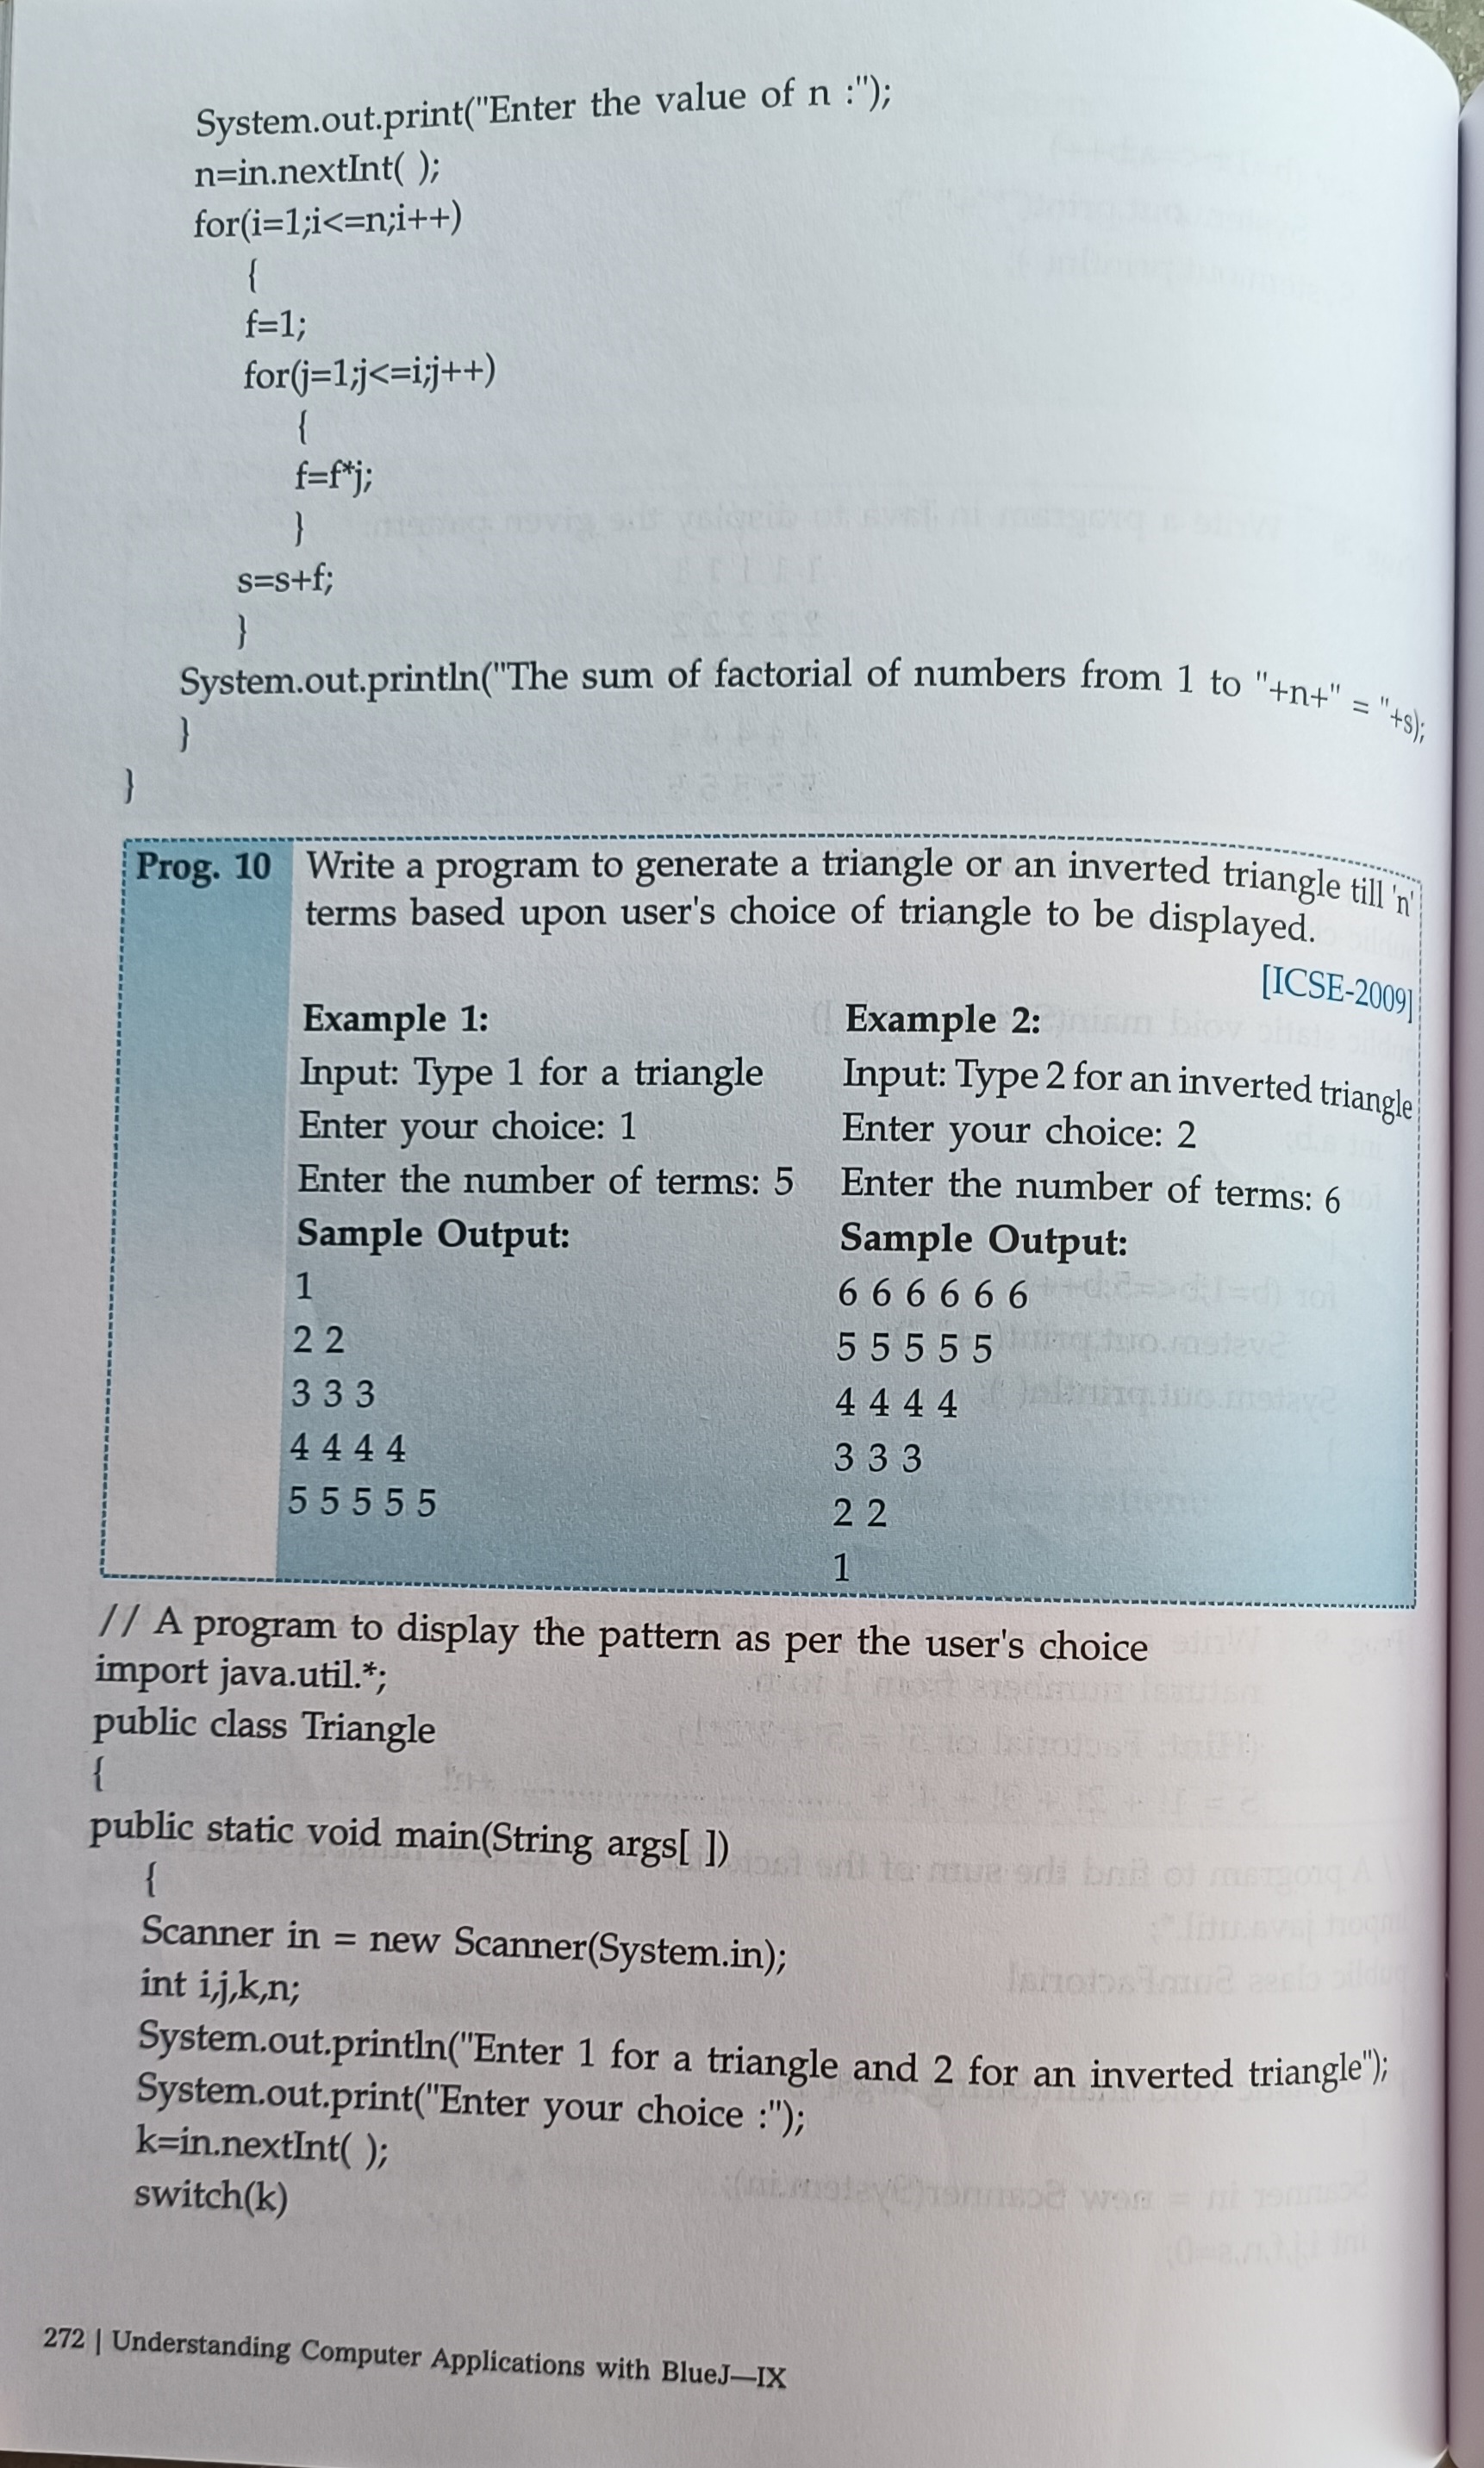 System.out.print("Enter the value of n :");
n=in.nextInt( );
for(i=1;i<=n;i++)
{
f=1;
for(j=1;j<=i;j++)
{
f=f*j;
}
s=s+f;
}
System.out.println("The sum of factorial of numbers from 1 to "+n+" = "+s);
}
}
Prog. 10 Write a program to generate a triangle or an inverted triangle till 'n'
terms based upon user's choice of triangle to be displayed.
[ICSE-2009]
Example 1:
Input: Type 1 for a triangle
Enter your choice: 1
Enter the number of terms: 5
Sample Output:
1
2 2
3 3 3
4 4 4 4
5 5 5 5 5
Example 2:
Input: Type 2 for an inverted triangle
Enter your choice: 2
Enter the number of terms: 6
Sample Output:
6 6 6 6 6 6
5 5 5 5 5
4 4 4 4
3 3 3
2 2
1
// A program to display the pattern as per the user's choice
import java.util.*;
public class Triangle
{
public static void main(String args[ ])
{
Scanner in = new Scanner(System.in);
int i,j,k,n;
System.out.println("Enter 1 for a triangle and 2 for an inverted triangle");
System.out.print("Enter your choice :");
k=in.nextInt( );
switch(k)
272 | Understanding Computer Applications with BlueJ—IX